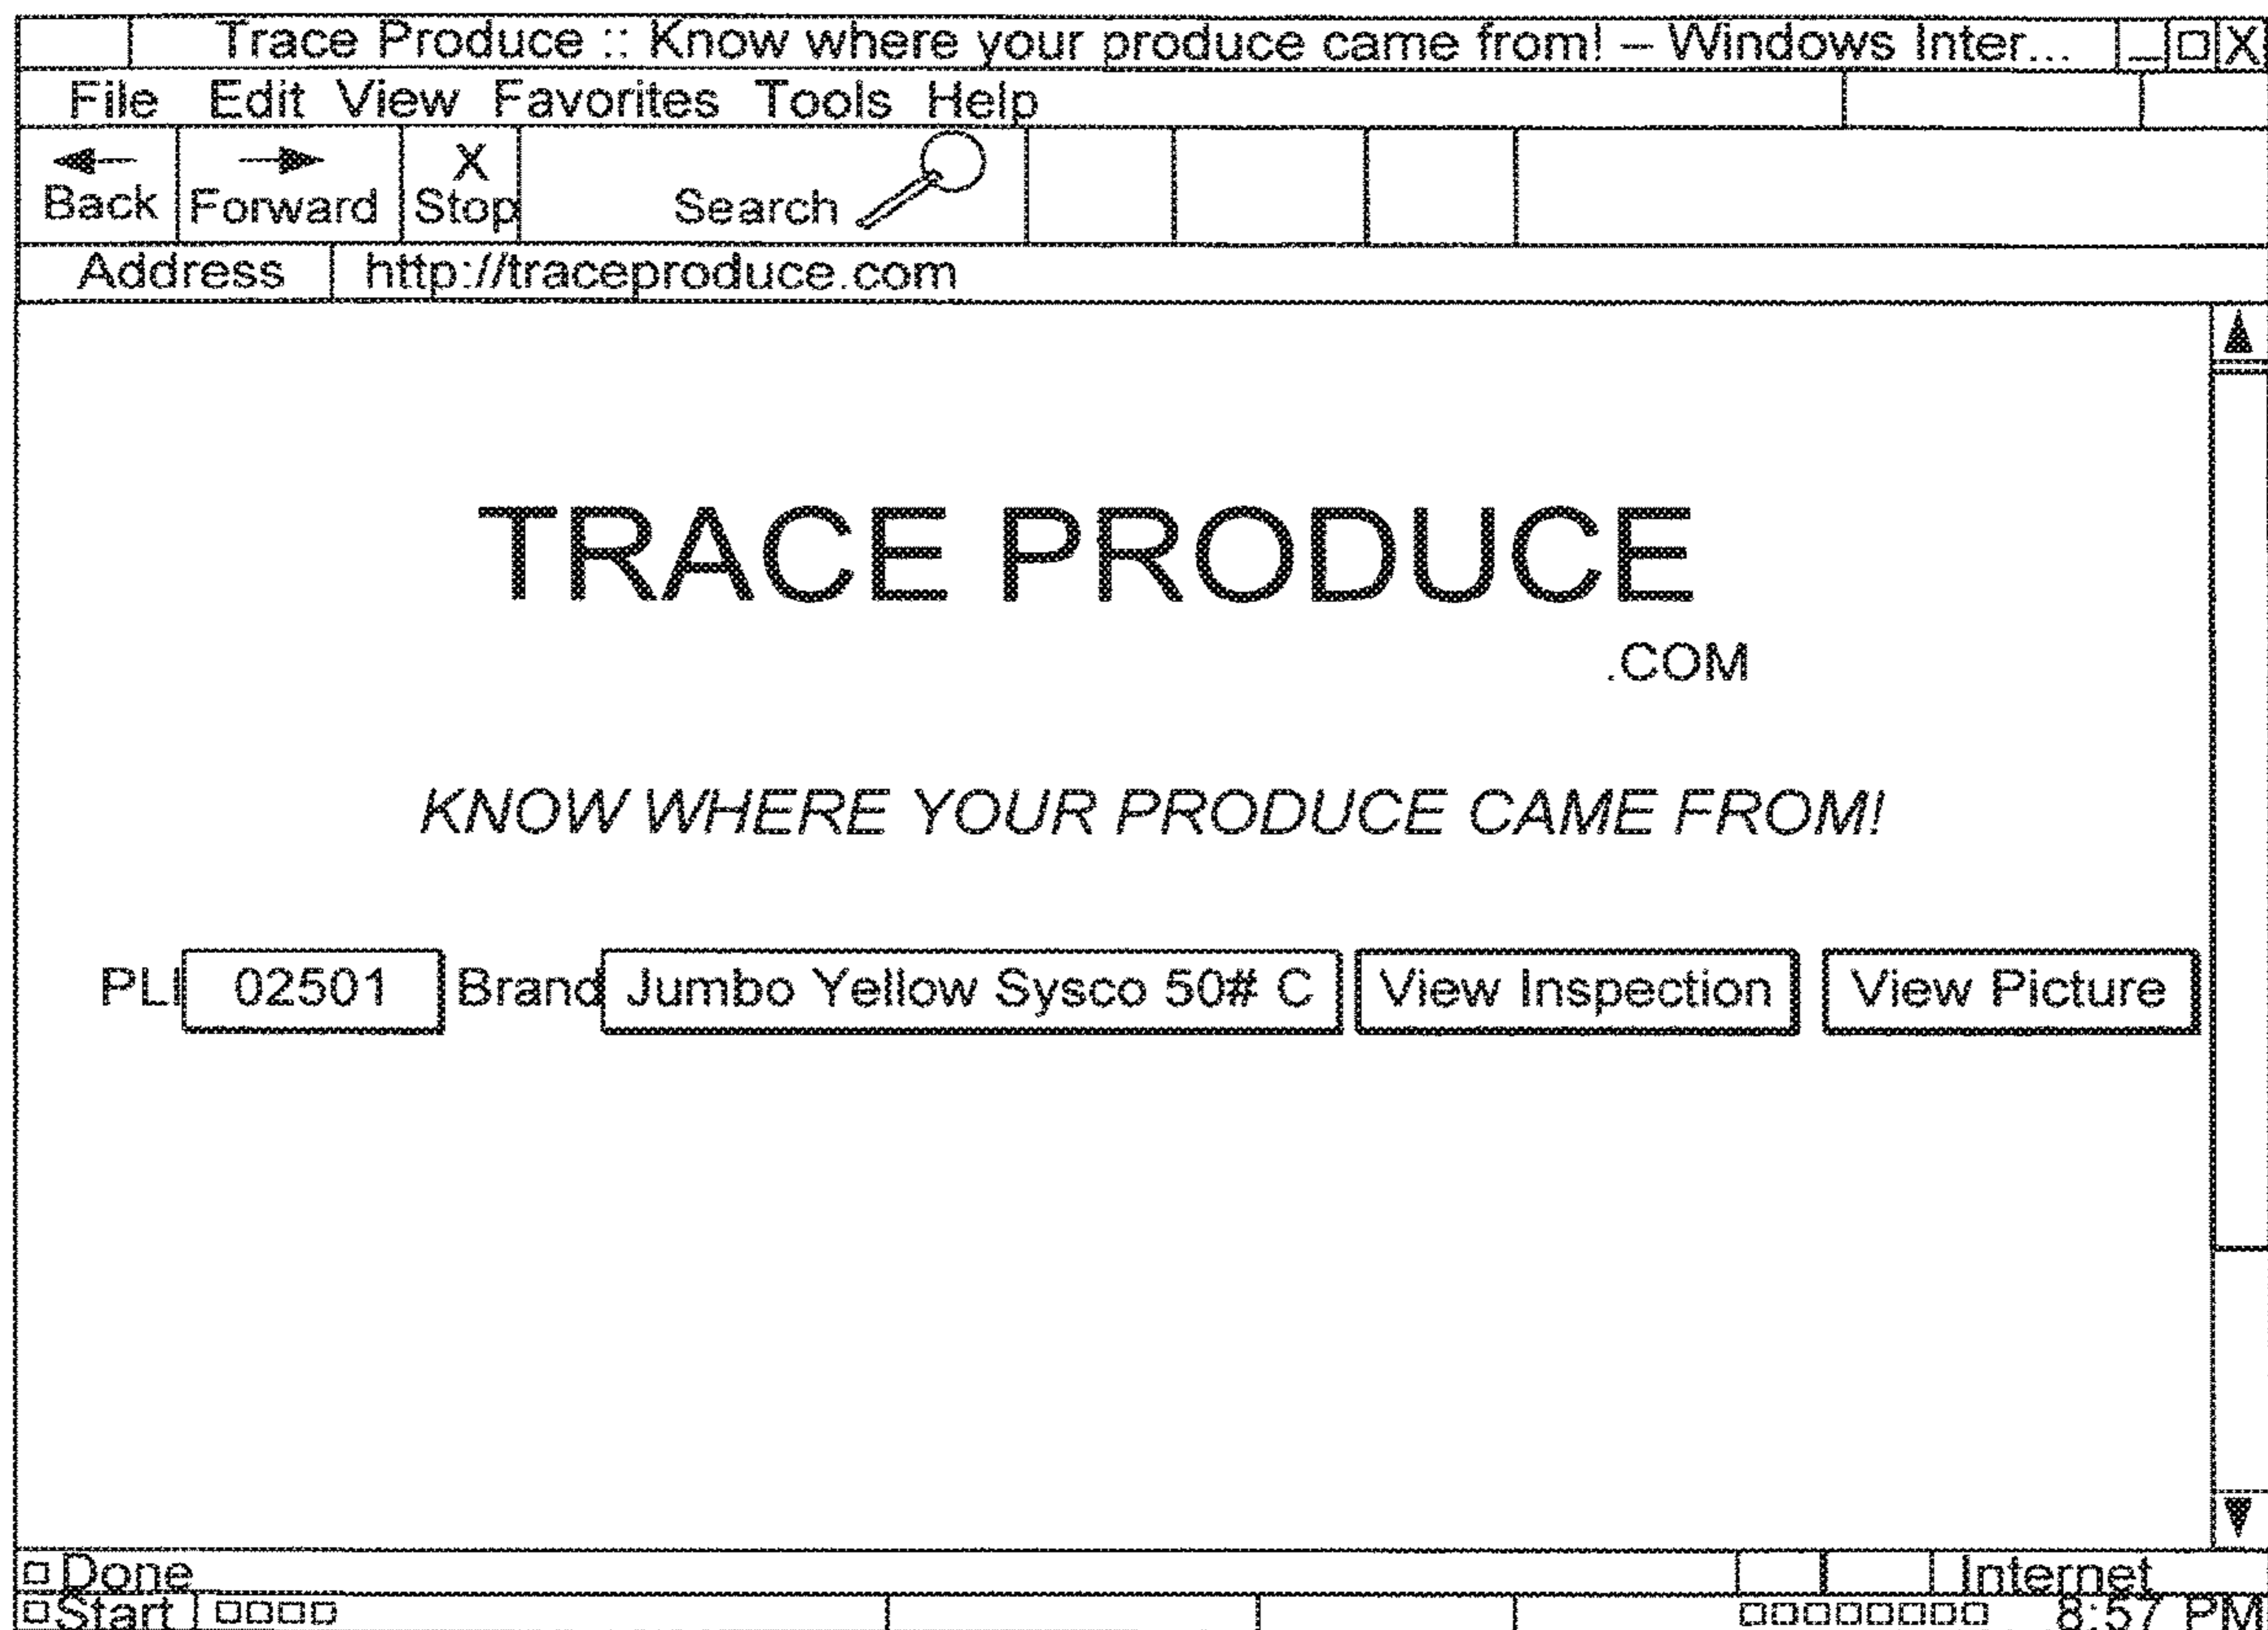 Trace Produce :: Know where your produce came from! – Windows Inter...
File Edit View Favorites Tools Help
X
Back Forward Stop Search
Address http://traceproduce.com
TRACE PRODUCE
.COM
KNOW WHERE YOUR PRODUCE CAME FROM!
PLI 02501 Brand Jumbo Yellow Sysco 50# C View Inspection View Picture
Done Internet
Start 8:57 PM